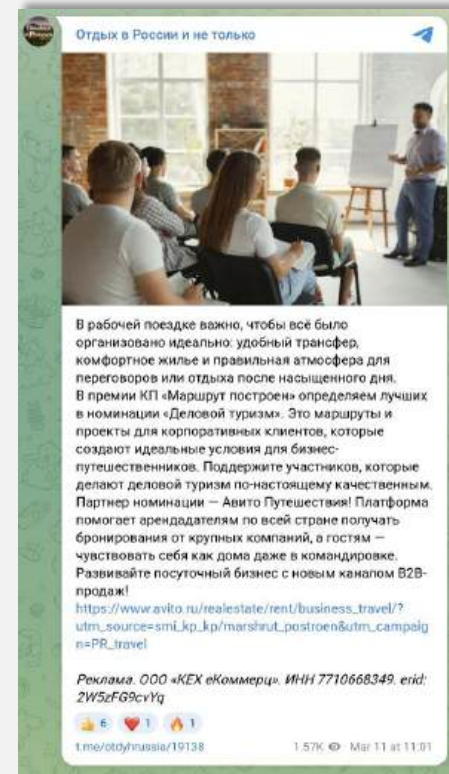 Отдых в России и не только
В рабочей поездке важно, чтобы всё было
организовано идеально: удобный трансфер,
комфортное жилье и правильная атмосфера для
переговоров или отдыха после насыщенного дня.
В премии КП «Маршрут построен» определяем лучших
в номинации «Деловой туризм». Это маршруты и
проекты для корпоративных клиентов, которые
создают идеальные условия для бизнес-
путешественников. Поддержите участников, которые
делают деловой туризм по-настоящему качественным.
Партнер номинации — Авито Путешествия! Платформа
помогает арендадателям по всей стране получать
бронирования от крупных компаний, а гостям —
чувствовать себя как дома даже в командировке.
Развивайте посуточный бизнес с новым каналом B2B-
продаж!
https://www.avito.ru/realestate/rent/business_travel/?
utm_source=smi_kp_kp/marshrut_postroen&utm_campaig
n=PR_travel
Реклама. ООО «КЕХ еКоммерц». ИНН 7710668349. erid:
2W5zFG9cvYq
6 1 1
t.me/otdyhrussia/19138 1.57K Mar 11 at 11:01